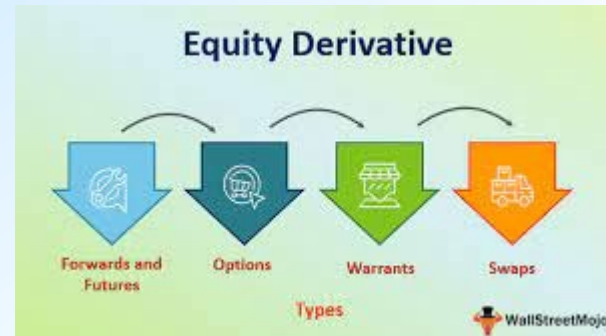 Equity Derivative
Forwards and
Futures
Options
Warrants
Swaps
Types
WallStreetMojo